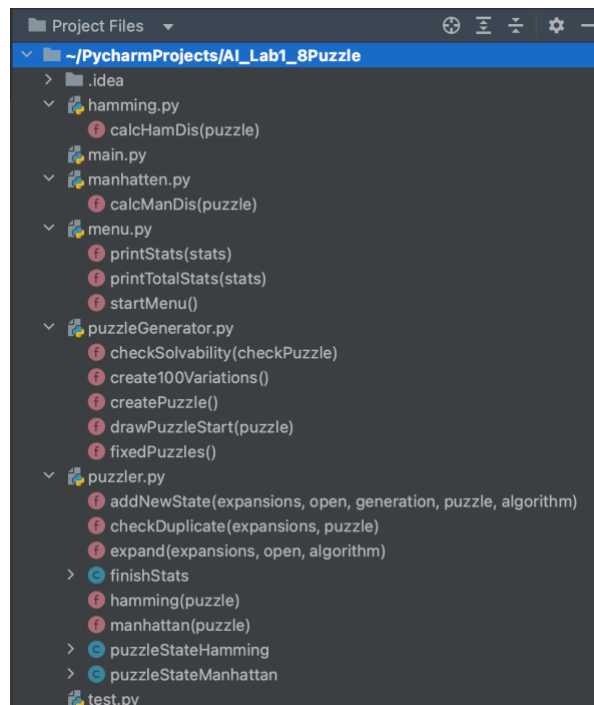 Project Files
~/PycharmProjects/AI_Lab1_8Puzzle
.idea
hamming.py
f calcHamDis(puzzle)
main.py
manhatten.py
f calcManDis(puzzle)
menu.py
f printStats(stats)
f printTotalStats(stats)
f startMenu()
puzzleGenerator.py
f checkSolvability(checkPuzzle)
f create100Variations()
f createPuzzle()
f drawPuzzleStart(puzzle)
f fixedPuzzles()
puzzler.py
f addNewState(expansions, open, generation, puzzle, algorithm)
f checkDuplicate(expansions, puzzle)
f expand(expansions, open, algorithm)
C finishStats
f hamming(puzzle)
f manhattan(puzzle)
C puzzleStateHamming
C puzzleStateManhattan
test.py